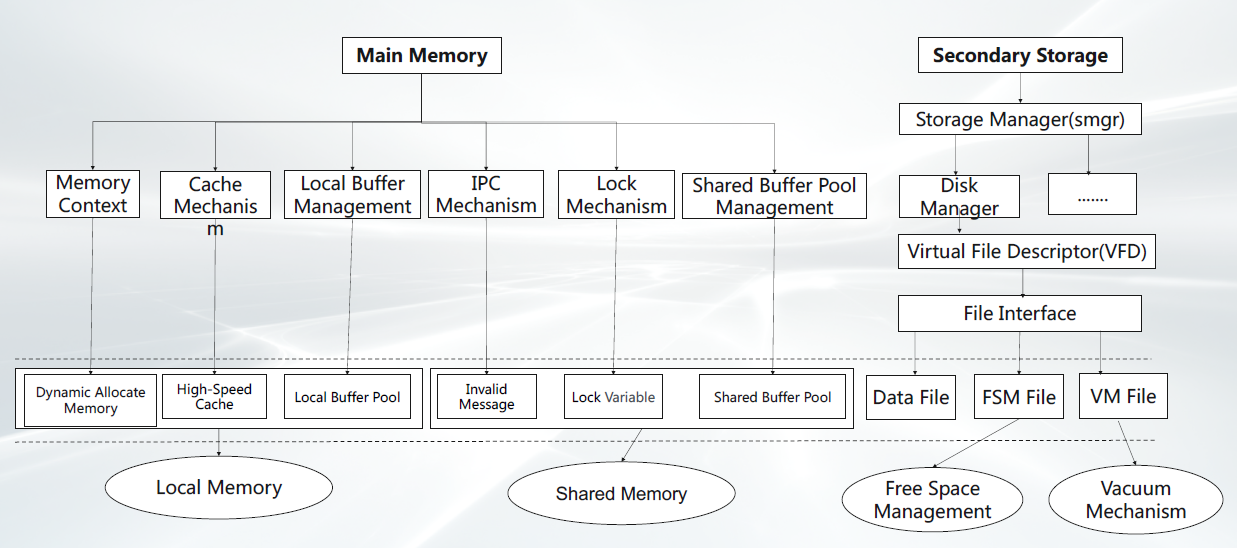 Main Memory
Secondary Storage
Storage Manager(smgr)
Memory
Context
Cache
Mechanis
m
Local Buffer
Management
IPC
Mechanism
Lock
Mechanism
Shared Buffer Pool
Management
Disk
Manager
.......
Virtual File Descriptor(VFD)
File Interface
Dynamic Allocate
Memory
High-Speed
Cache
Local Buffer Pool
Invalid
Message
Lock Variable
Shared Buffer Pool
Data File
FSM File
VM File
Local Memory
Shared Memory
Free Space
Management
Vacuum
Mechanism